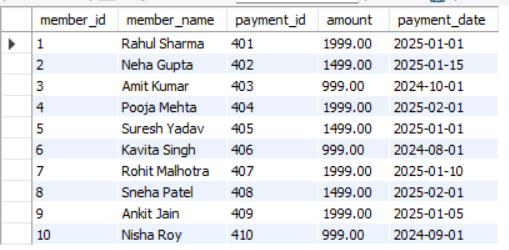 member_id member_name payment_id amount payment_date
1 Rahul Sharma 401 1999.00 2025-01-01
2 Neha Gupta 402 1499.00 2025-01-15
3 Amit Kumar 403 999.00 2024-10-01
4 Pooja Mehta 404 1999.00 2025-01-01
5 Suresh Yadav 405 1499.00 2025-01-01
6 Kavita Singh 406 999.00 2024-08-01
7 Rohit Malhotra 407 1999.00 2025-01-10
8 Sneha Patel 408 1499.00 2025-02-01
9 Ankit Jain 409 1999.00 2025-01-05
10 Nisha Roy 410 999.00 2024-09-01